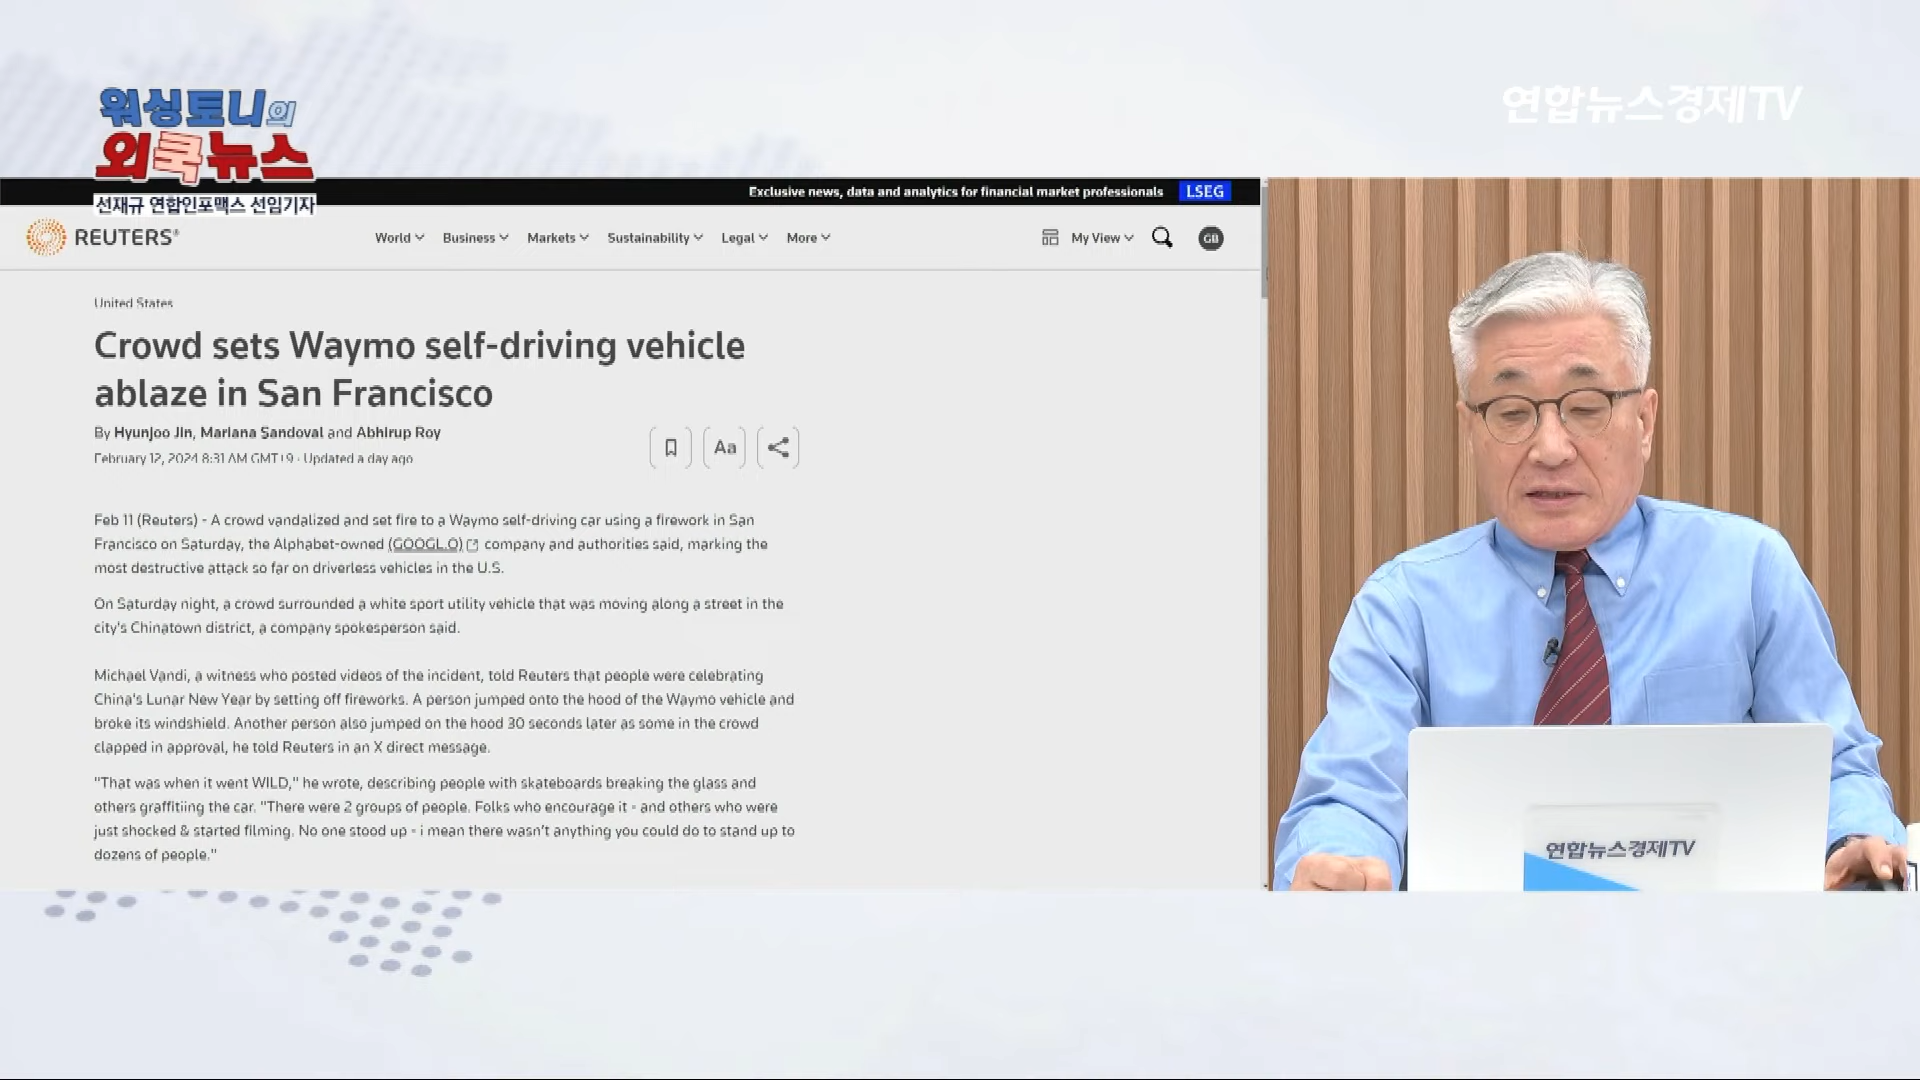 워싱토니의
외쿡뉴스
선재규 연합인포맥스 선임기자
연합뉴스경제TV
Exclusive news, data and analytics for financial market professionals LSEG
REUTERS®
World Business Markets Sustainability Legal More
My View GB
United States
Crowd sets Waymo self-driving vehicle
ablaze in San Francisco
By Hyunjoo Jin, Mariana Sandoval and Abhirup Roy
February 12, 2024 8:31 AM GMT+9 · Updated a day ago
Aa
Feb 11 (Reuters) - A crowd vandalized and set fire to a Waymo self-driving car using a firework in San
Francisco on Saturday, the Alphabet-owned (GOOGL.O) company and authorities said, marking the
most destructive attack so far on driverless vehicles in the U.S.
On Saturday night, a crowd surrounded a white sport utility vehicle that was moving along a street in the
city's Chinatown district, a company spokesperson said.
Michael Vandi, a witness who posted videos of the incident, told Reuters that people were celebrating
China's Lunar New Year by setting off fireworks. A person jumped onto the hood of the Waymo vehicle and
broke its windshield. Another person also jumped on the hood 30 seconds later as some in the crowd
clapped in approval, he told Reuters in an X direct message.
"That was when it went WILD," he wrote, describing people with skateboards breaking the glass and
others graffitiing the car. "There were 2 groups of people. Folks who encourage it - and others who were
just shocked & started filming. No one stood up - i mean there wasn't anything you could do to stand up to
dozens of people."
연합뉴스경제TV